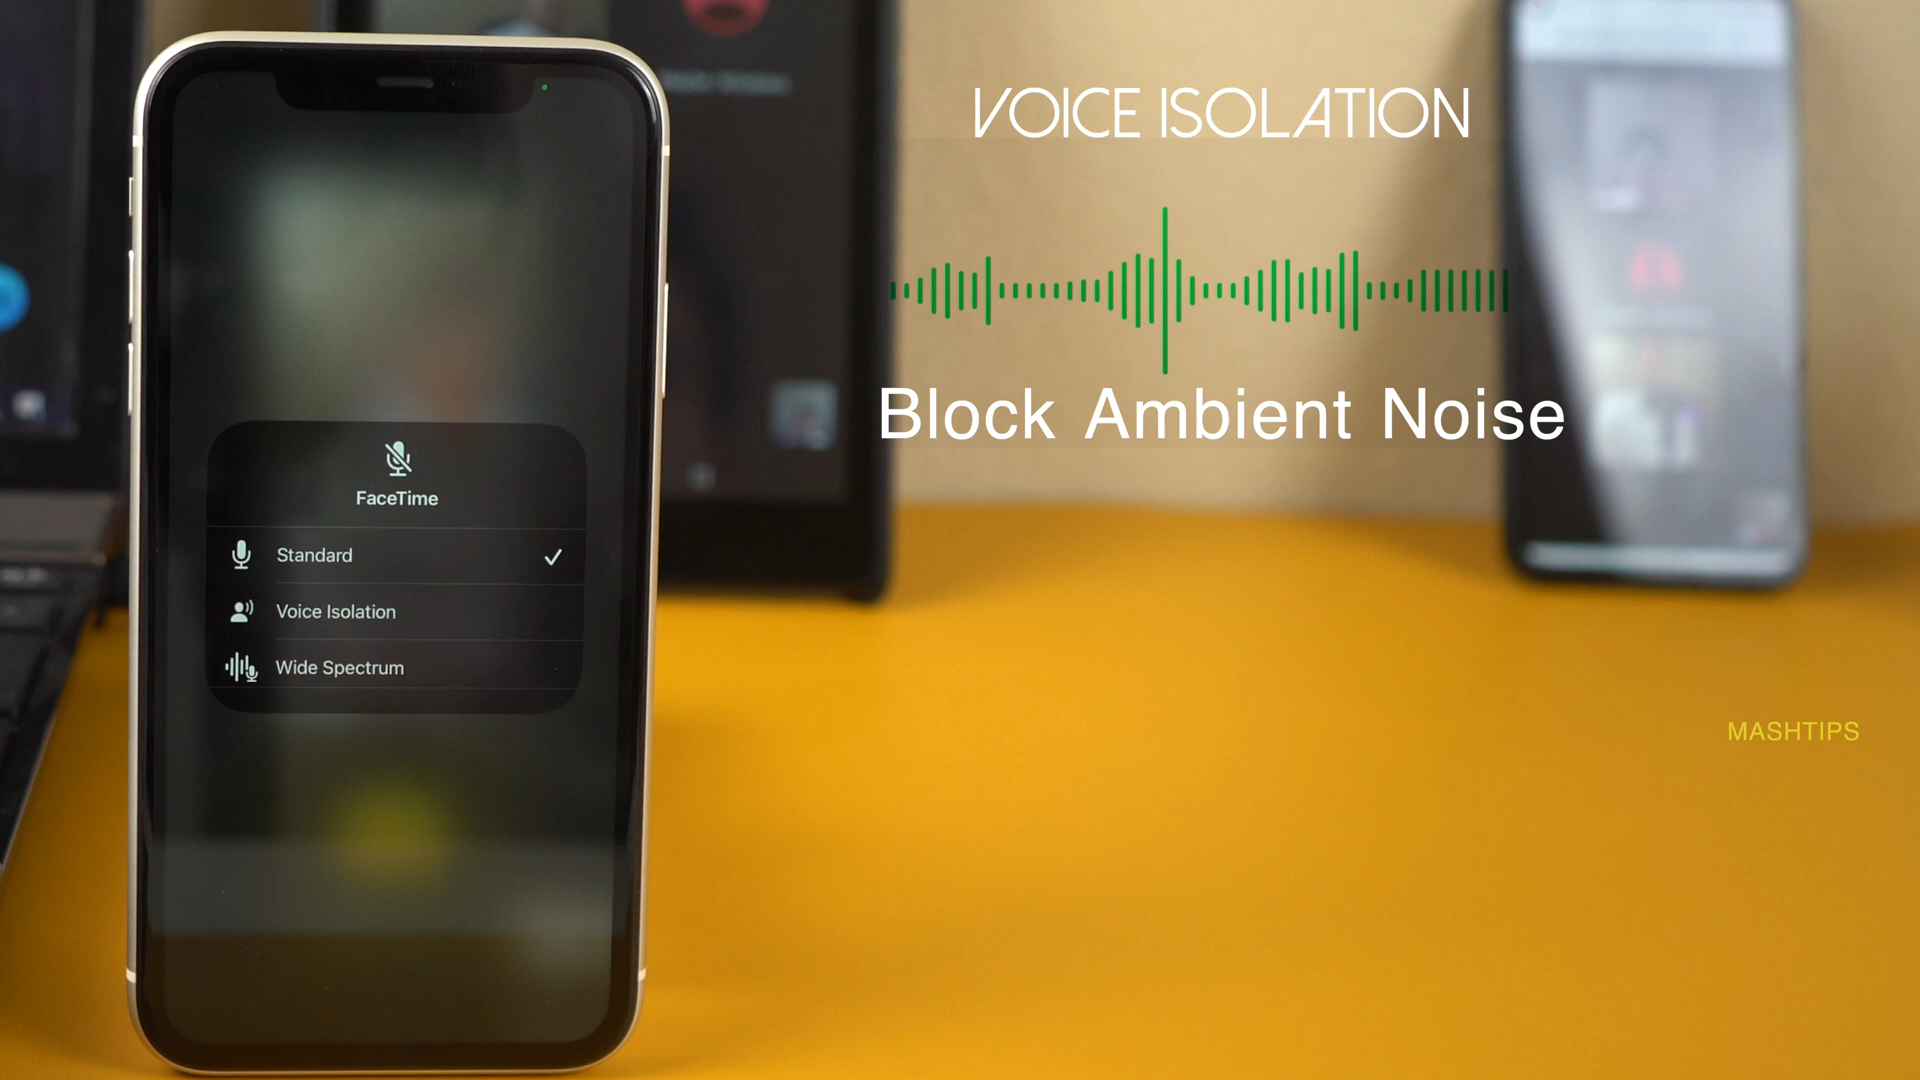 FaceTime
Standard
Voice Isolation
Wide Spectrum
VOICE ISOLATION
Block Ambient Noise
MASHTIPS